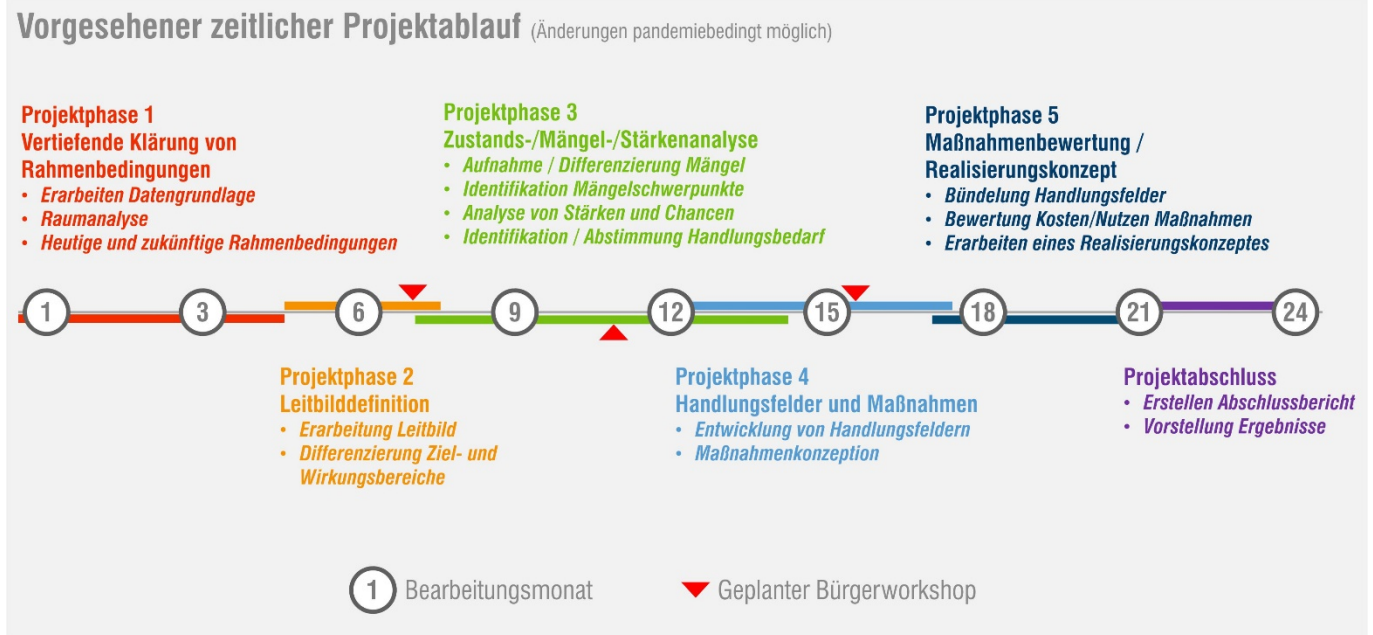 Vorgesehener zeitlicher Projektablauf (Änderungen pandemiebedingt möglich)
Projektphase 1
Vertiefende Klärung von
Rahmenbedingungen
• Erarbeiten Datengrundlage
• Raumanalyse
• Heutige und zukünftige Rahmenbedingungen
Projektphase 3
Zustands-/Mängel-/Stärkenanalyse
• Aufnahme / Differenzierung Mängel
• Identifikation Mängelschwerpunkte
• Analyse von Stärken und Chancen
• Identifikation / Abstimmung Handlungsbedarf
Projektphase 5
Maßnahmenbewertung /
Realisierungskonzept
• Bündelung Handlungsfelder
• Bewertung Kosten/Nutzen Maßnahmen
• Erarbeiten eines Realisierungskonzeptes
1 3 6 9 12 15 18 21 24
Projektphase 2
Leitbilddefinition
• Erarbeitung Leitbild
• Differenzierung Ziel- und
Wirkungsbereiche
Projektphase 4
Handlungsfelder und Maßnahmen
• Entwicklung von Handlungsfeldern
• Maßnahmenkonzeption
Projektabschluss
• Erstellen Abschlussbericht
• Vorstellung Ergebnisse
1 Bearbeitungsmonat
Geplanter Bürgerworkshop